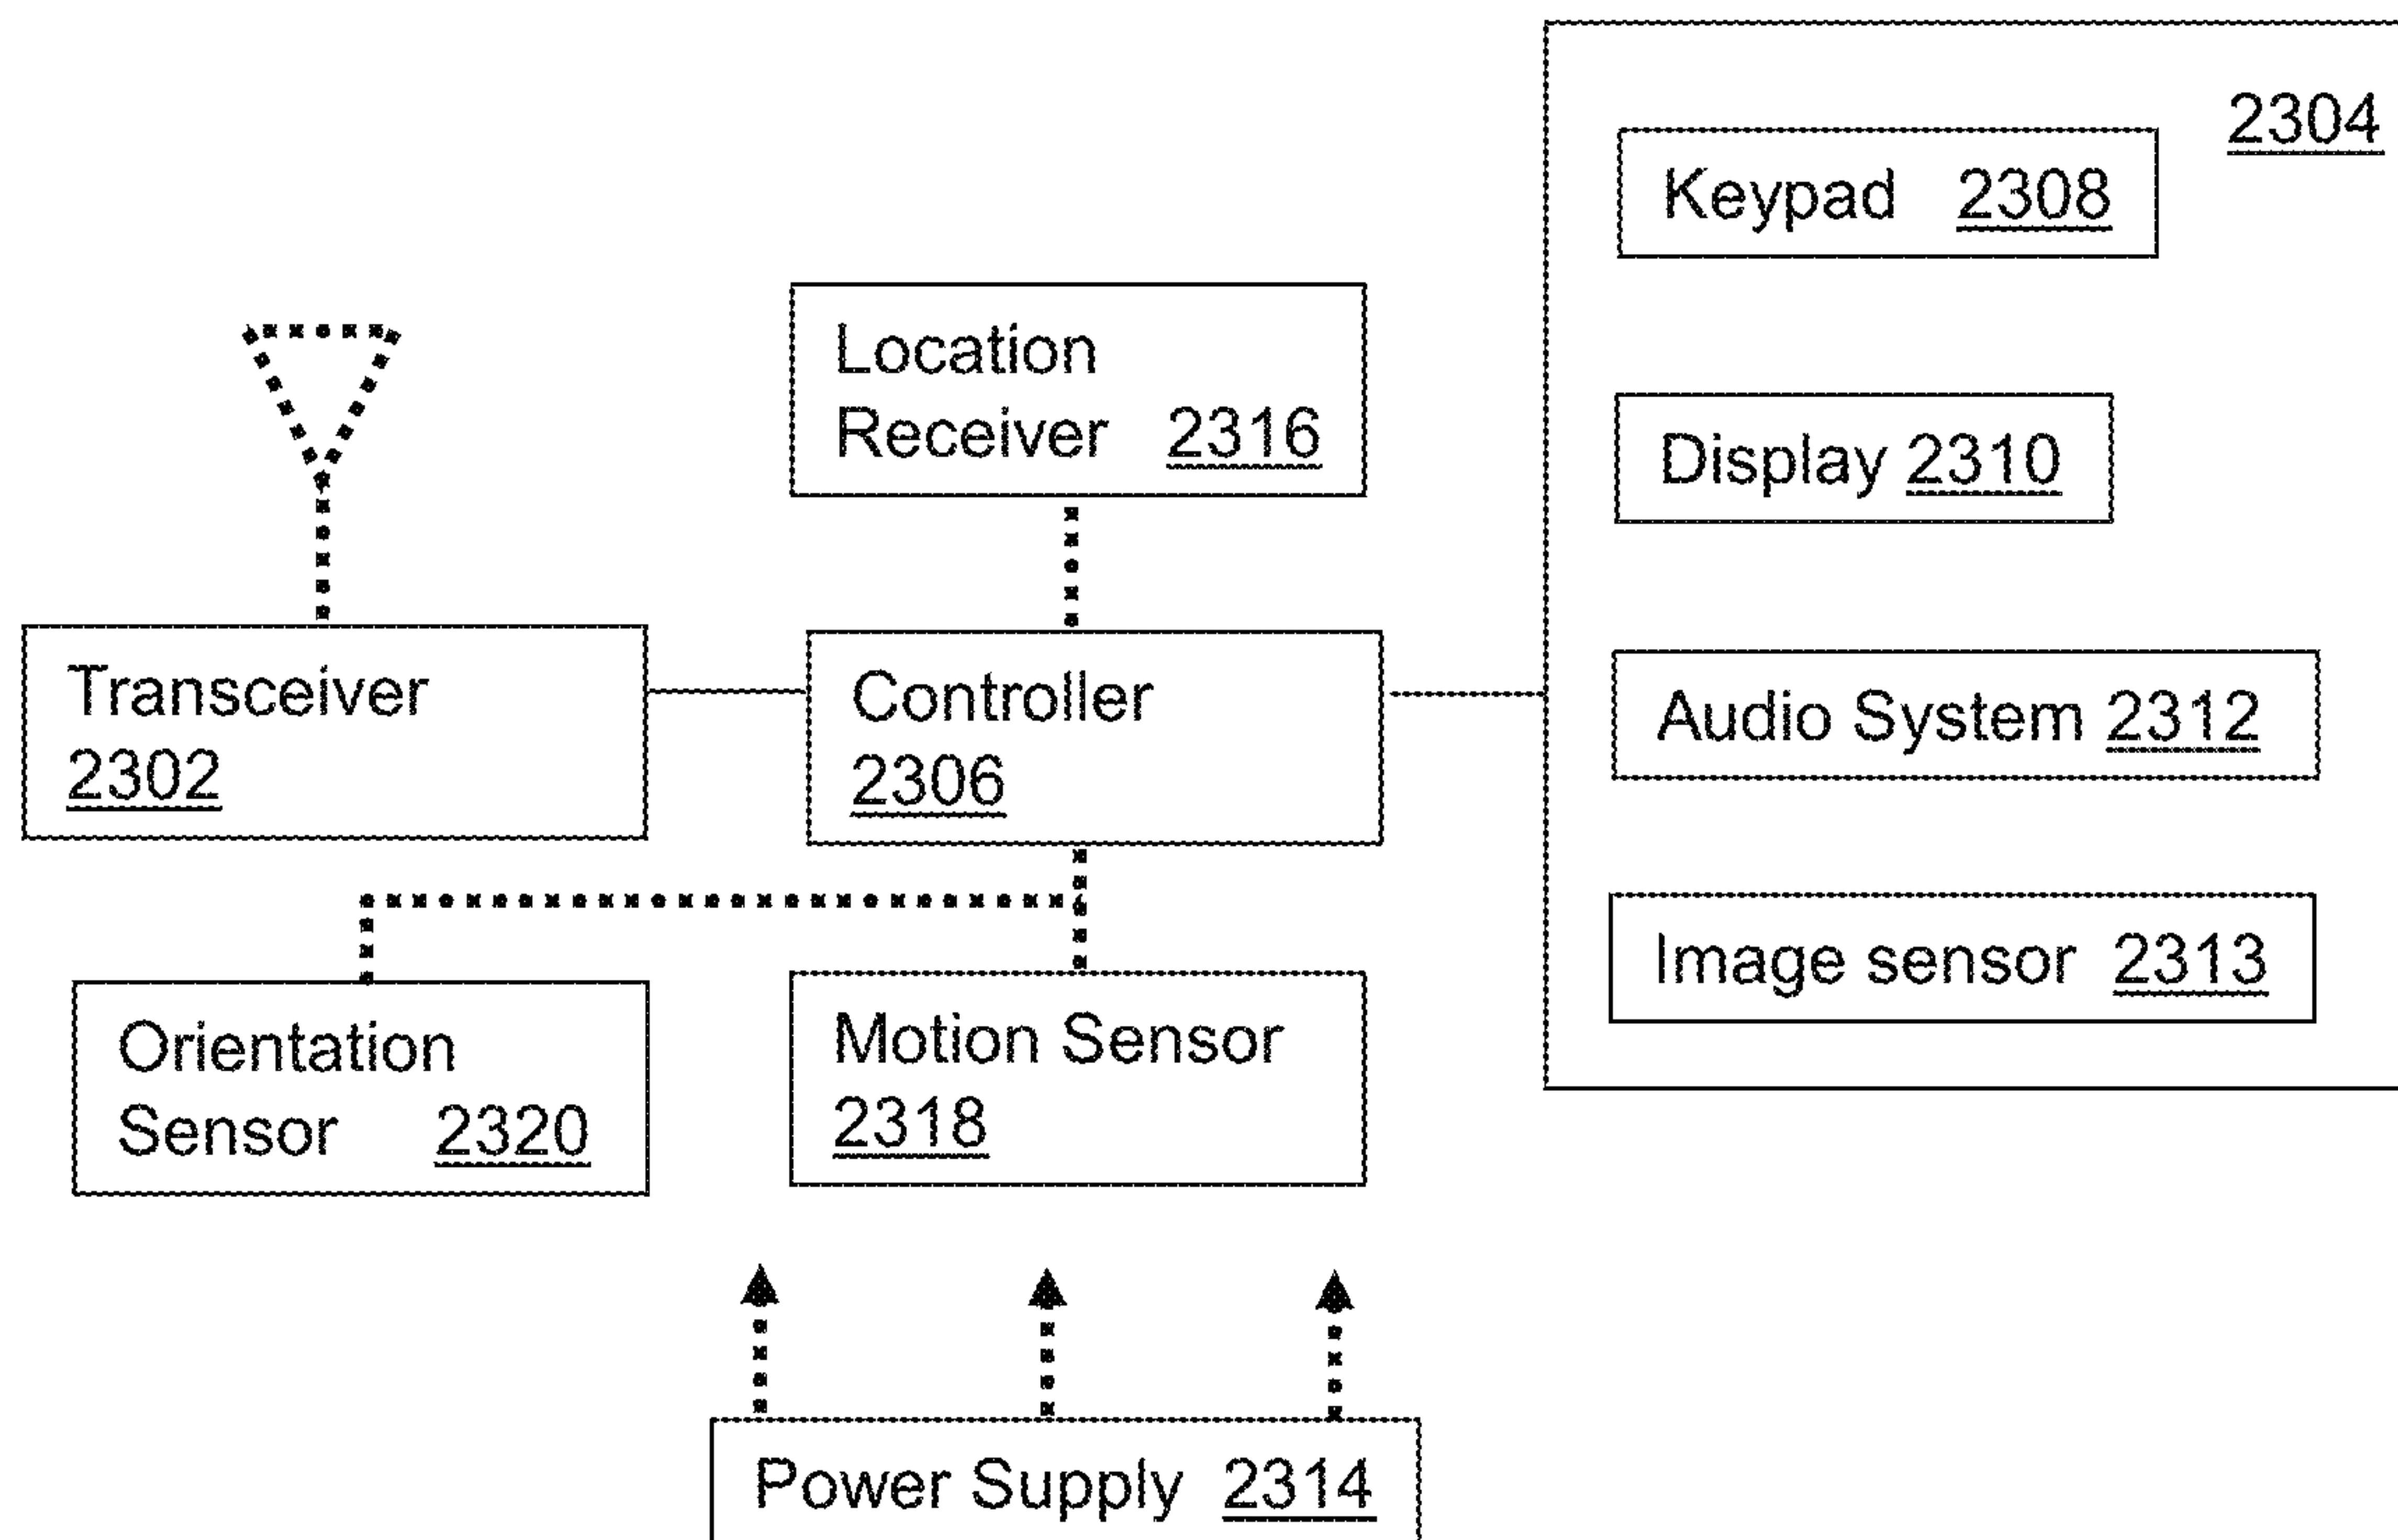 2304
Keypad 2308
Location
Receiver 2316
Display 2310
Transceiver
2302
Controller
2306
Audio System 2312
Image sensor 2313
Orientation
Sensor 2320
Motion Sensor
2318
Power Supply 2314